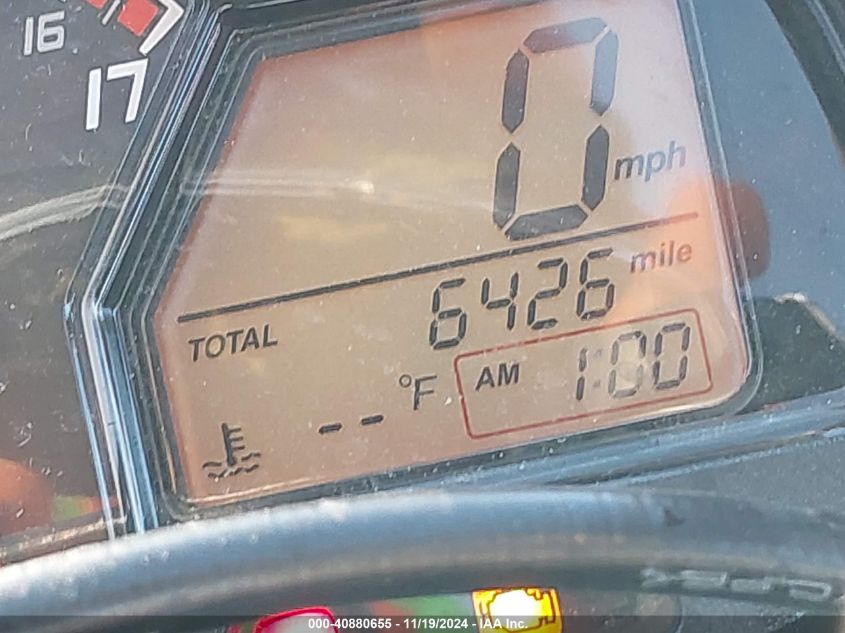 16
17
0 mph
6426 mile
TOTAL
AM 1:00
-- °F
000-40880655 - 11/19/2024 - IAA Inc.